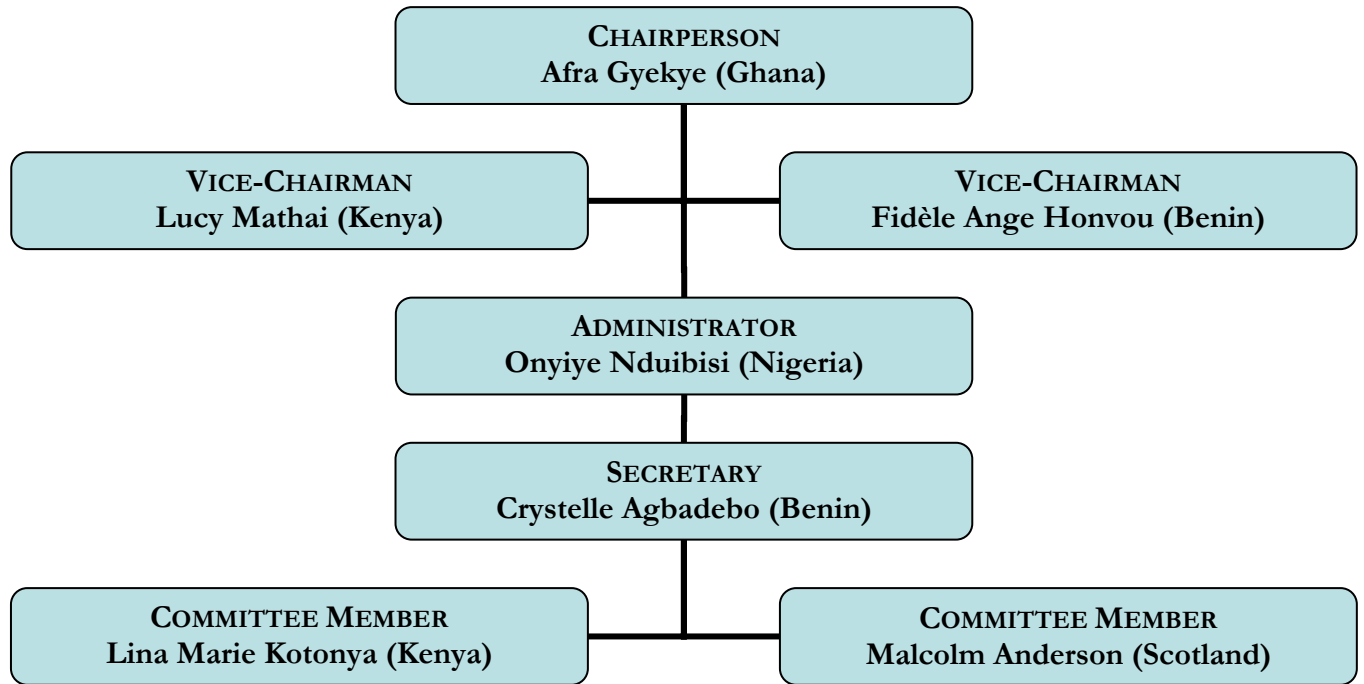 CHAIRPERSON
Afra Gyekye (Ghana)
VICE-CHAIRMAN
Lucy Mathai (Kenya)
VICE-CHAIRMAN
Fidèle Ange Honvou (Benin)
ADMINISTRATOR
Onyiye Nduibisi (Nigeria)
SECRETARY
Crystelle Agbadebo (Benin)
COMMITTEE MEMBER
Lina Marie Kotonya (Kenya)
COMMITTEE MEMBER
Malcolm Anderson (Scotland)